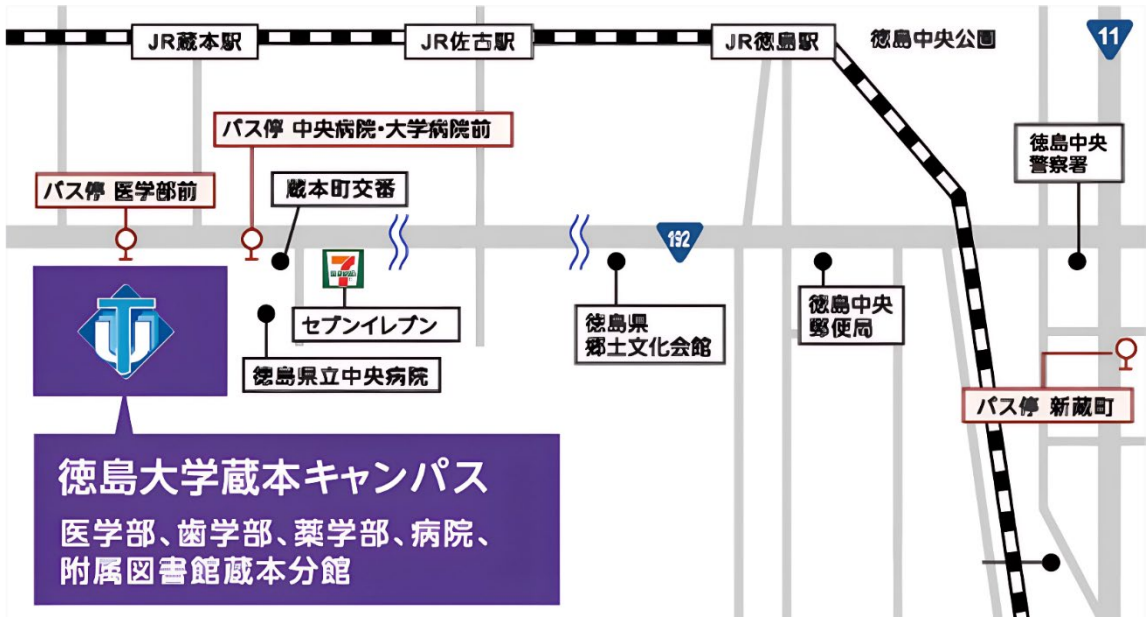 JR蔵本駅
JR佐古駅
JR徳島駅
徳島中央公園
11
バス停 中央病院・大学病院前
徳島中央
警察署
バス停 医学部前
蔵本町交番
192
セブンイレブン
徳島県
郷土文化会館
徳島中央
郵便局
徳島県立中央病院
バス停 新蔵町
徳島大学蔵本キャンパス
医学部、歯学部、薬学部、病院、
附属図書館蔵本分館